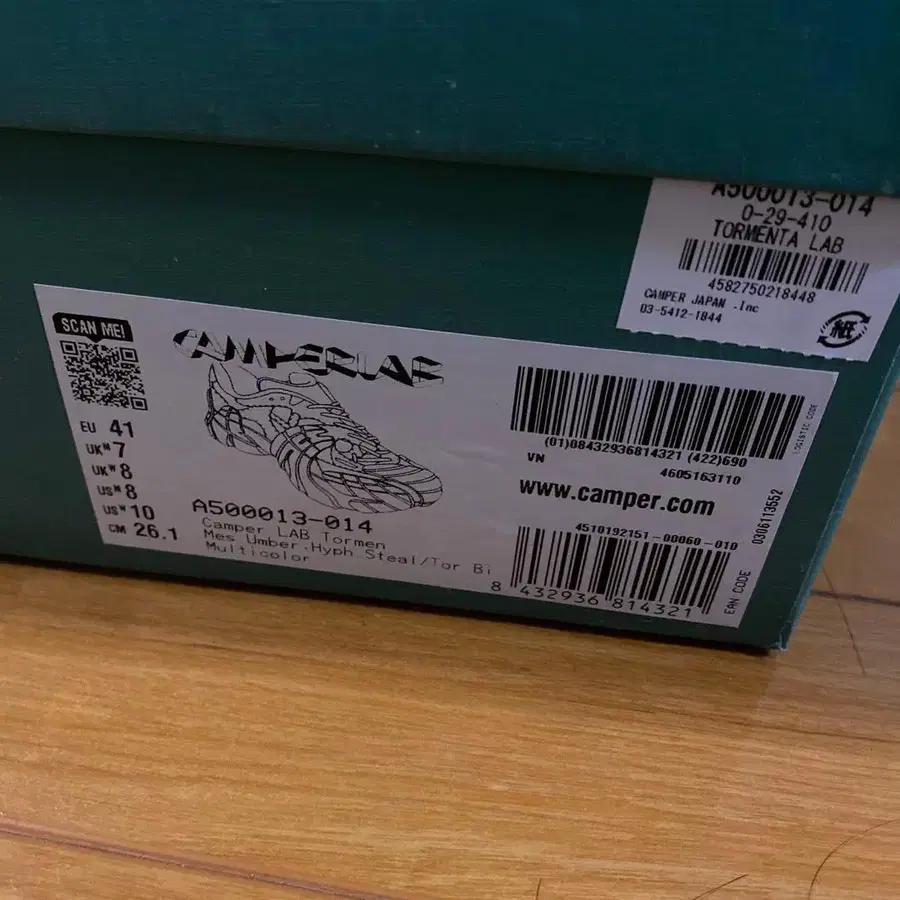 A500013-014
0-29-410
TORMENTA LAB
4582750218448
CAMPER JAPAN .Inc
03-5412-1844
SCAN ME!
CAMPERLAB
EU 41
UK M 7
UK W 8
US M 8
US W 10
CM 26.1
A500013-014
Camper LAB Tormen
Mes Umber.Hyph Steal/Tor Bi
Multicolor
(01)08432936814321(422)690
VN
4605163110
www.camper.com
4510192151-00060-010
8 432936 814321
LOGISTIC CODE
0306113552
EAN CODE